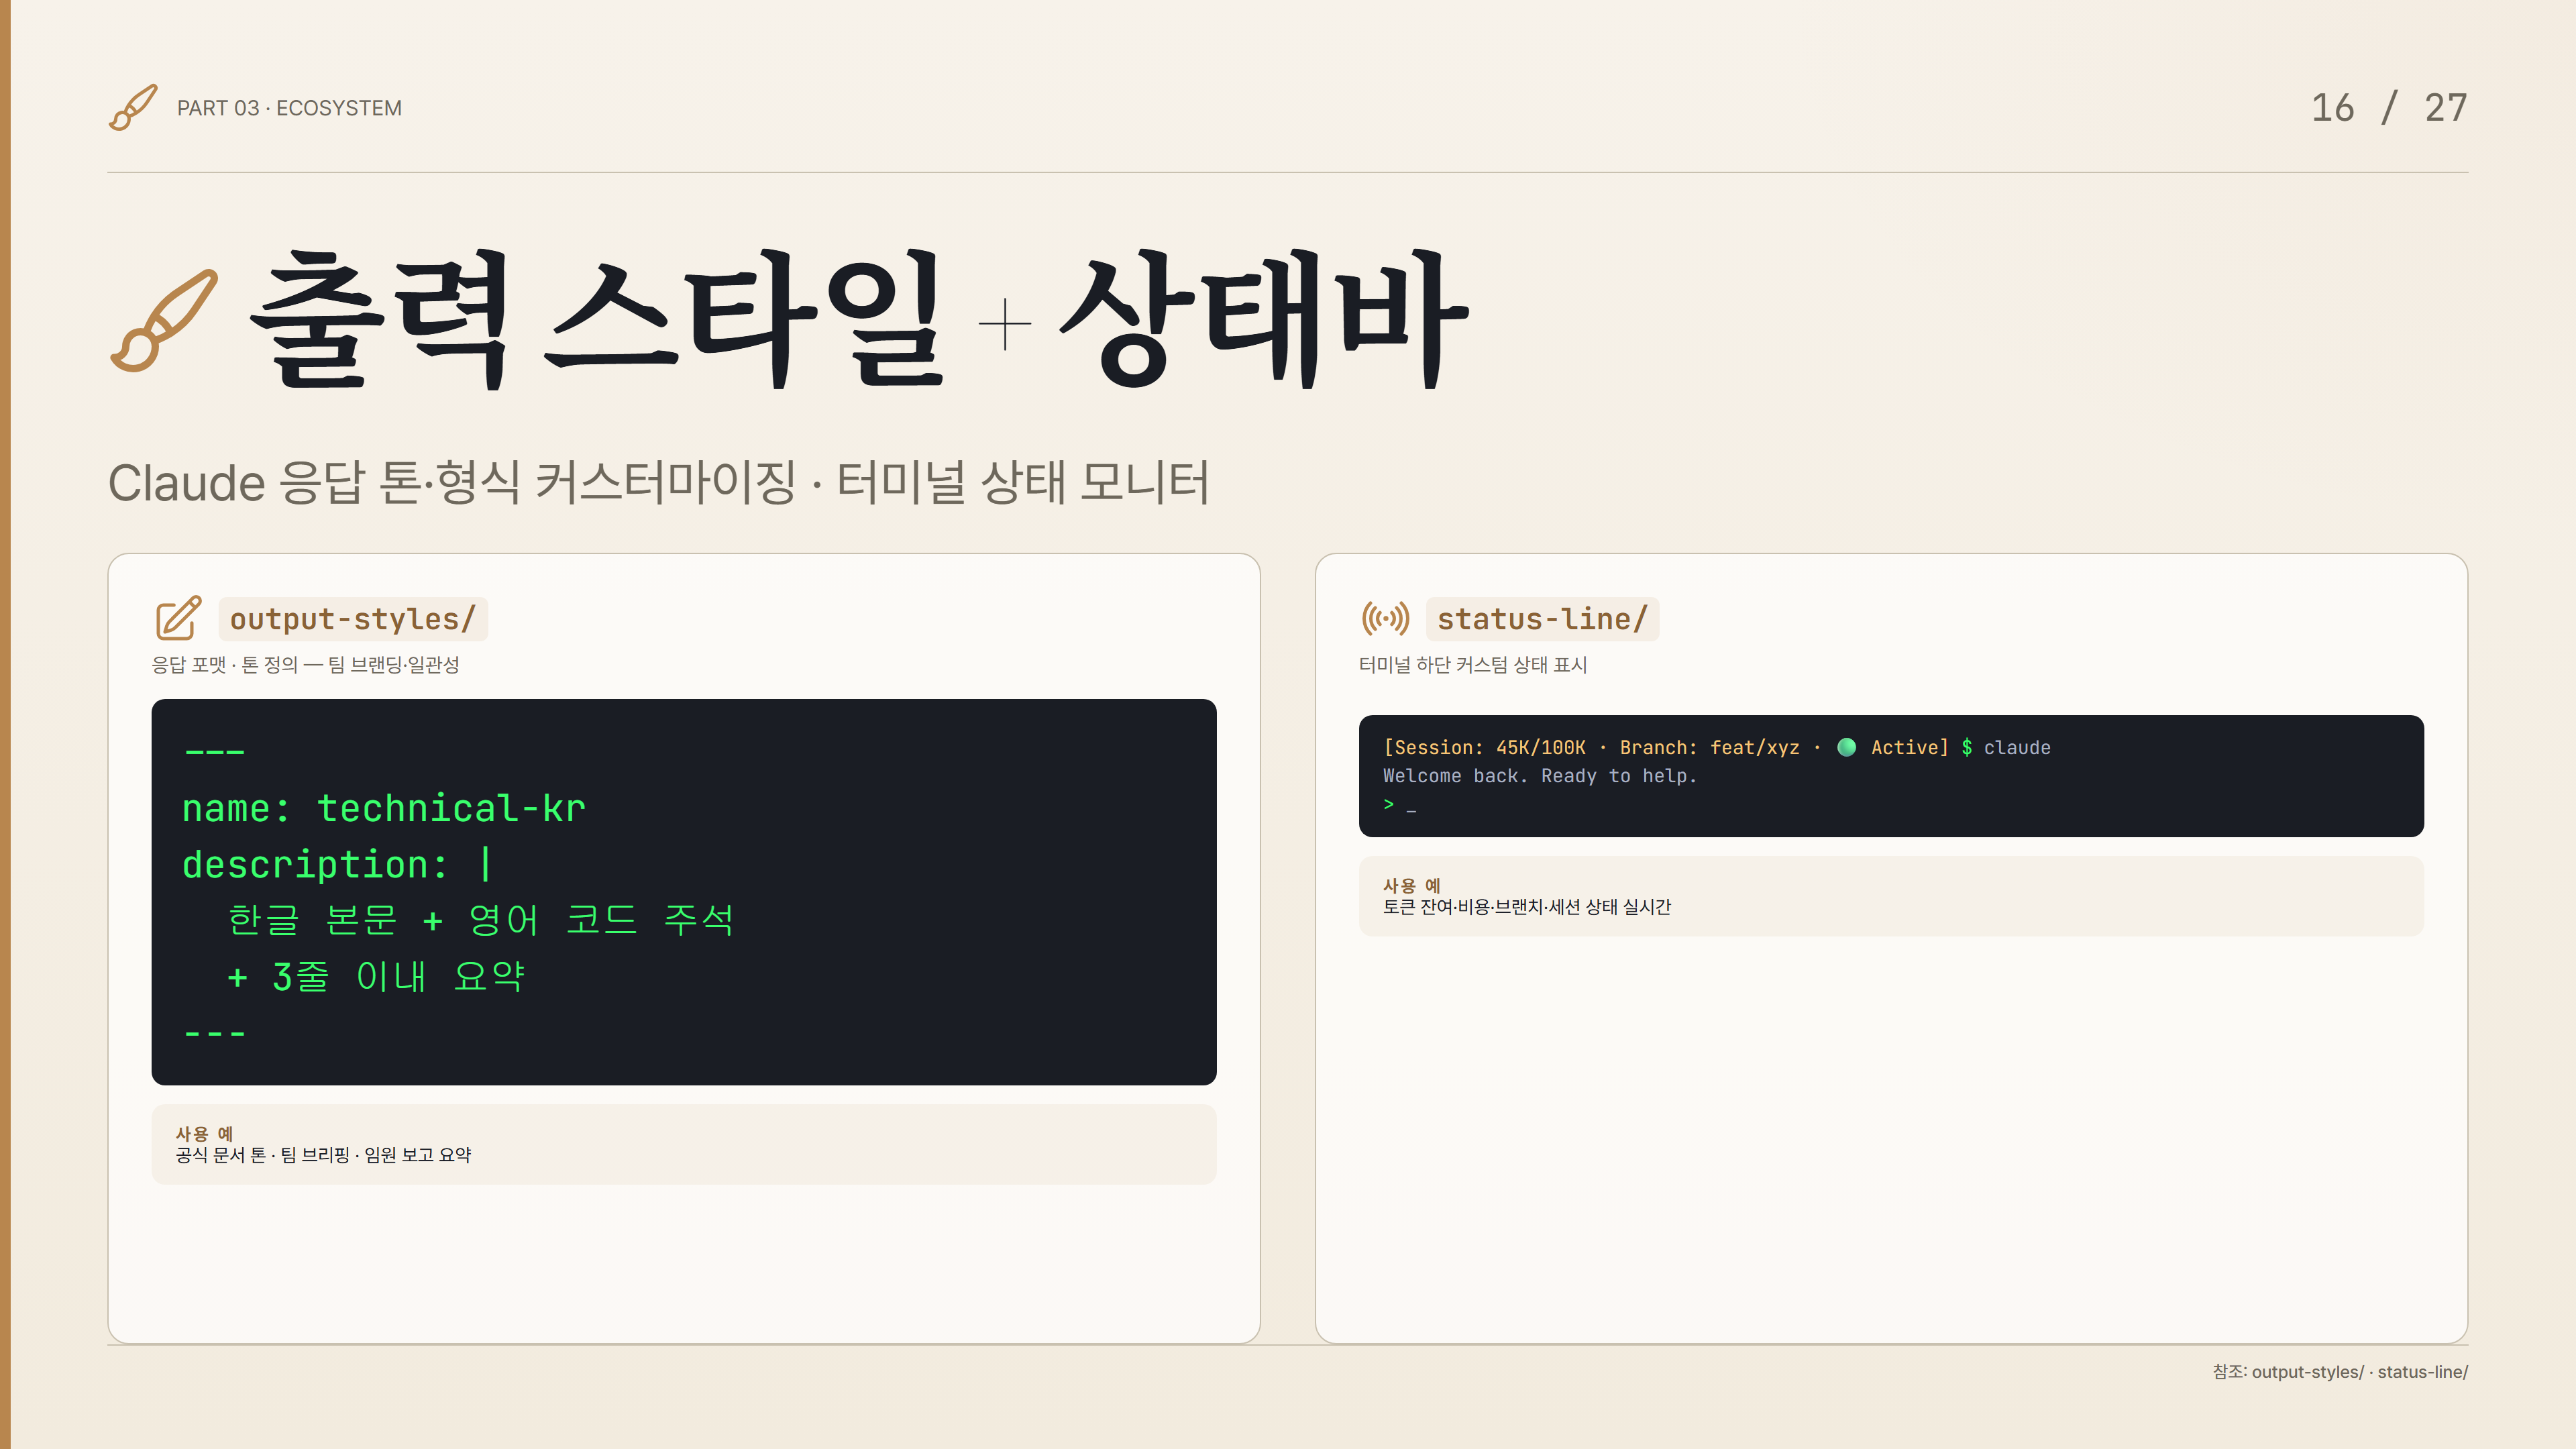 PART 03 · ECOSYSTEM
16 / 27
출력 스타일 + 상태바
Claude 응답 톤·형식 커스터마이징 · 터미널 상태 모니터
output-styles/
응답 포맷 · 톤 정의 — 팀 브랜딩·일관성
---
name: technical-kr
description: |
한글 본문 + 영어 코드 주석
+ 3줄 이내 요약
---
사용 예
공식 문서 톤 · 팀 브리핑 · 임원 보고 요약
status-line/
터미널 하단 커스텀 상태 표시
[Session: 45K/100K · Branch: feat/xyz · 🟢 Active] $ claude
Welcome back. Ready to help.
> _
사용 예
토큰 잔여·비용·브랜치·세션 상태 실시간
참조: output-styles/ · status-line/